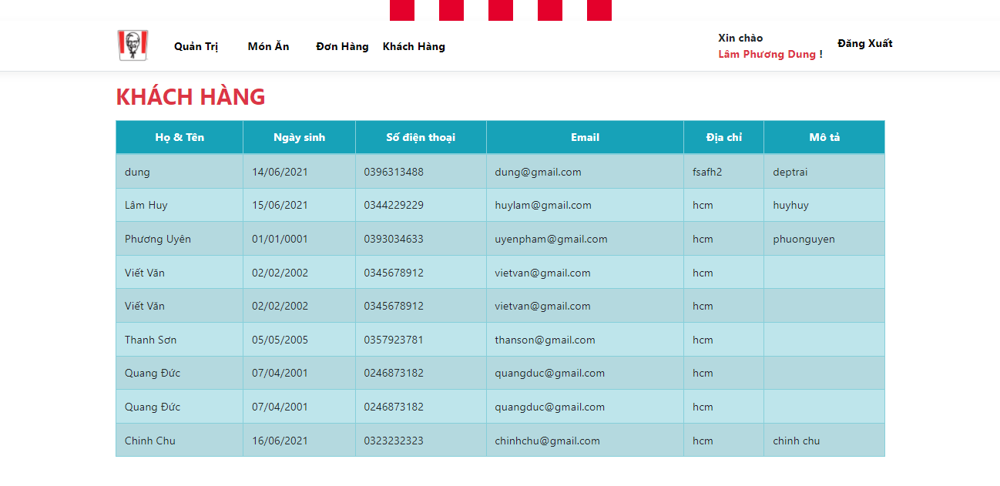 Quản Trị Món Ăn Đơn Hàng Khách Hàng
Xin chào
Lâm Phương Dung !
Đăng Xuất
KHÁCH HÀNG
Họ & Tên Ngày sinh Số điện thoại Email Địa chỉ Mô tả
dung 14/06/2021 0396313488 dung@gmail.com fsafh2 deptrai
Lâm Huy 15/06/2021 0344229229 huylam@gmail.com hcm huyhuy
Phương Uyên 01/01/0001 0393034633 uyenpham@gmail.com hcm phuonguyen
Viết Văn 02/02/2002 0345678912 vietvan@gmail.com hcm
Viết Văn 02/02/2002 0345678912 vietvan@gmail.com hcm
Thanh Sơn 05/05/2005 0357923781 thanson@gmail.com hcm
Quang Đức 07/04/2001 0246873182 quangduc@gmail.com hcm
Quang Đức 07/04/2001 0246873182 quangduc@gmail.com hcm
Chinh Chu 16/06/2021 0323232323 chinhchu@gmail.com hcm chinh chu